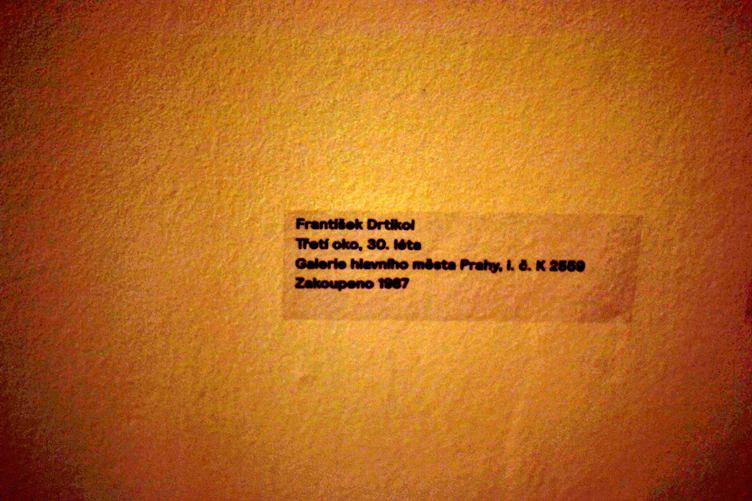 František Drtikol
Třetí oko, 30. léta
Galerie hlavního města Prahy, i. č. K 2559
Zakoupeno 1987